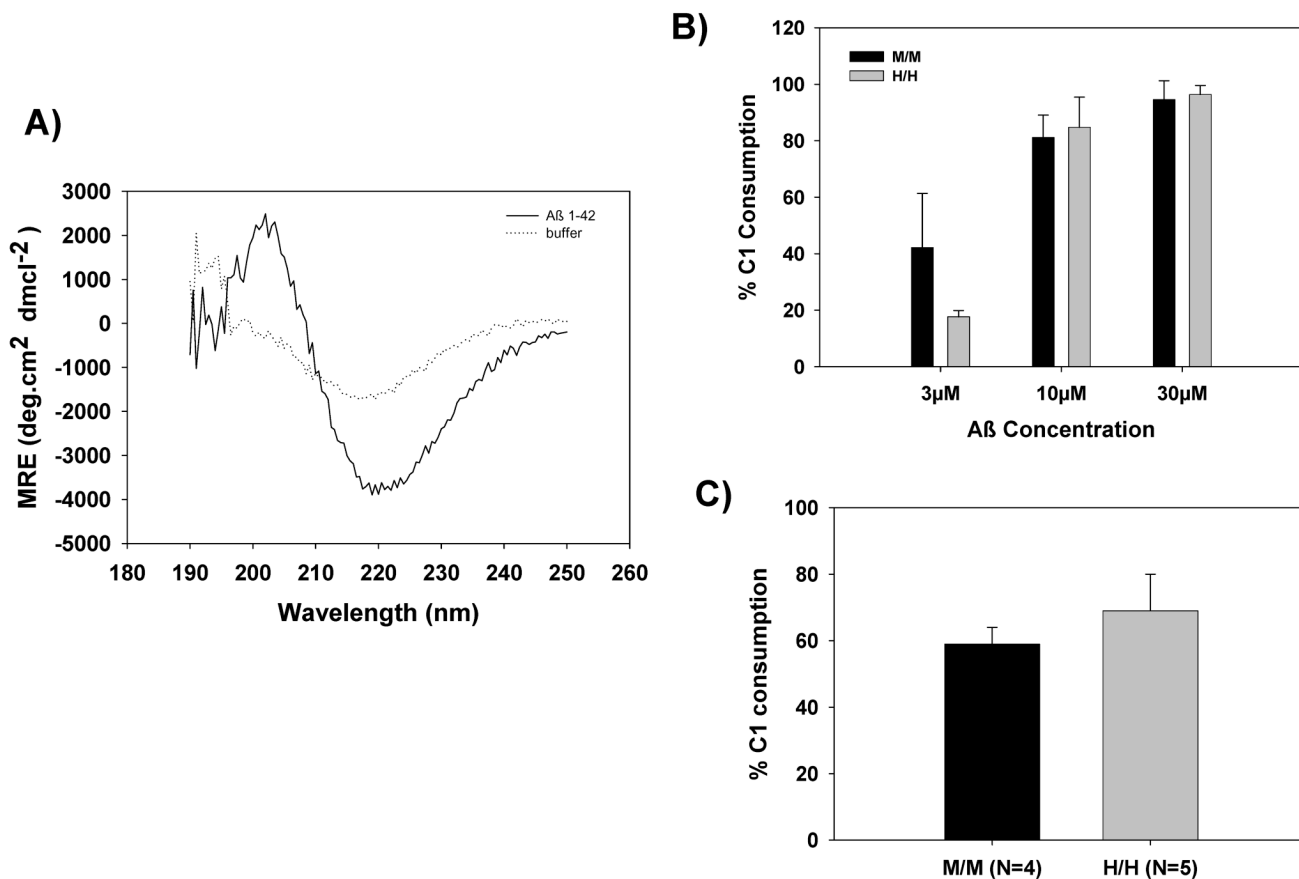 A)
MRE (deg.cm² dmcl⁻²)
3000
2000
1000
0
-1000
-2000
-3000
-4000
-5000
Aß 1-42
buffer
180 190 200 210 220 230 240 250 260
Wavelength (nm)
B)
% C1 Consumption
120
100
80
60
40
20
0
M/M
H/H
3µM 10µM 30µM
Aß Concentration
C)
% C1 consumption
100
80
60
40
20
0
M/M (N=4) H/H (N=5)